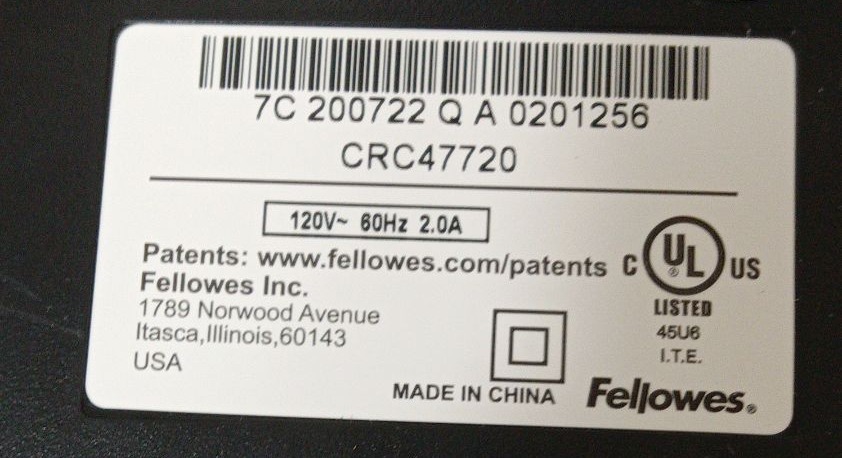 7C 200722 Q A 0201256
CRC47720
120V~ 60Hz 2.0A
Patents: www.fellowes.com/patents
Fellowes Inc.
1789 Norwood Avenue
Itasca,Illinois,60143
USA
C UL ® US
LISTED
45U6
I.T.E.
MADE IN CHINA
Fellowes®